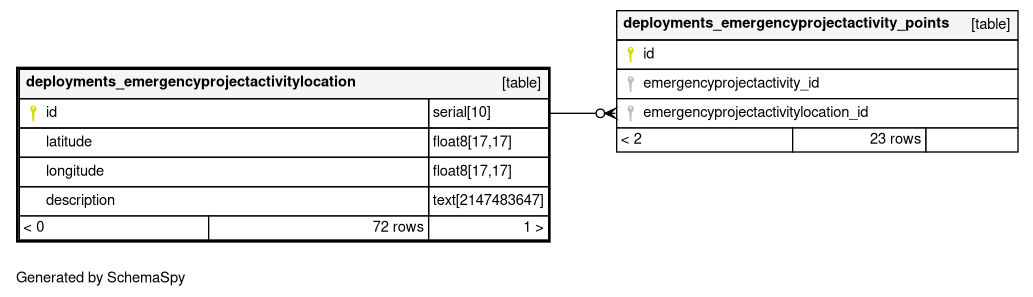 deployments_emergencyprojectactivity_points [table]
id
emergencyprojectactivity_id
emergencyprojectactivitylocation_id
< 2 23 rows
deployments_emergencyprojectactivitylocation [table]
id serial[10]
latitude float8[17,17]
longitude float8[17,17]
description text[2147483647]
< 0 72 rows 1 >
Generated by SchemaSpy